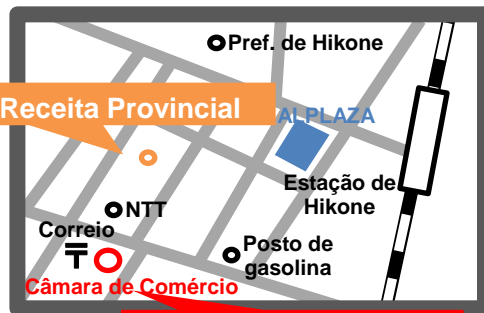 Pref. de Hikone
Receita Provincial
ALPLAZA
Estação de
Hikone
NTT
Correio
〒
Posto de
gasolina
Câmara de Comércio